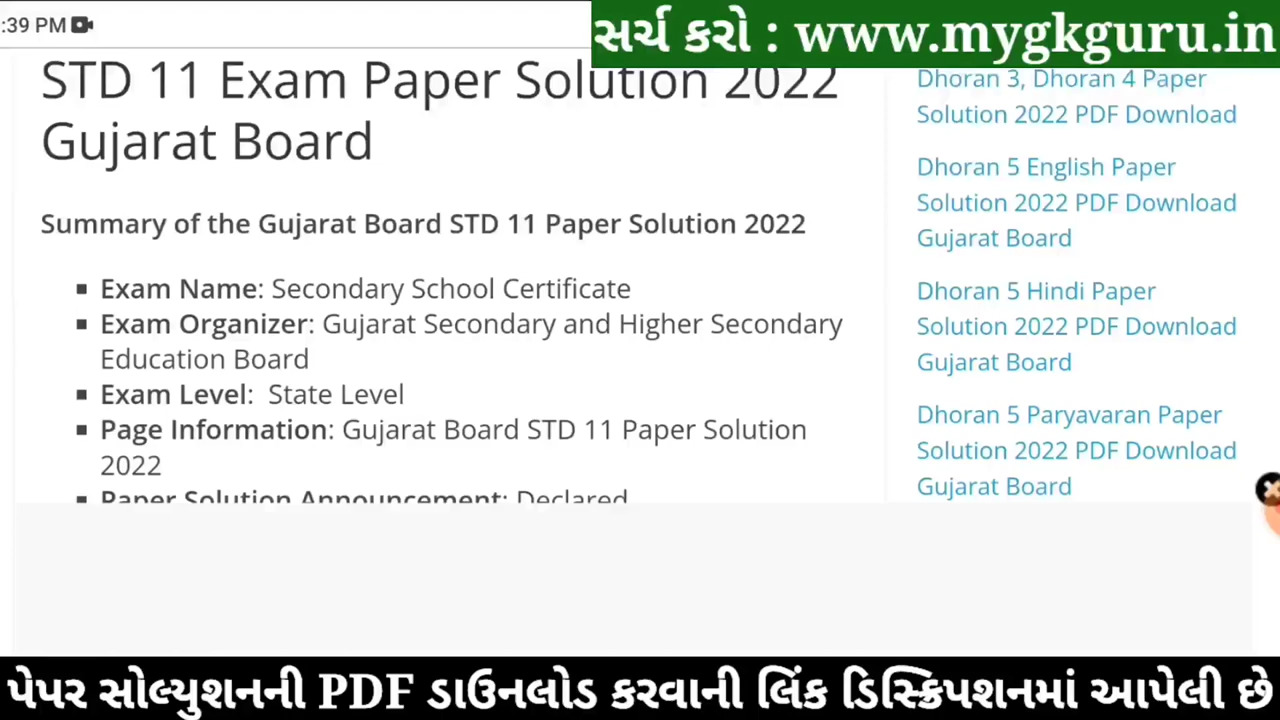 :39 PM
સર્ચ કરો : www.mygkguru.in
STD 11 Exam Paper Solution 2022
Gujarat Board
Summary of the Gujarat Board STD 11 Paper Solution 2022
▪ Exam Name: Secondary School Certificate
▪ Exam Organizer: Gujarat Secondary and Higher Secondary
Education Board
▪ Exam Level: State Level
▪ Page Information: Gujarat Board STD 11 Paper Solution
2022
▪ Paper Solution Announcement: Declared
Dhoran 3, Dhoran 4 Paper
Solution 2022 PDF Download
Dhoran 5 English Paper
Solution 2022 PDF Download
Gujarat Board
Dhoran 5 Hindi Paper
Solution 2022 PDF Download
Gujarat Board
Dhoran 5 Paryavaran Paper
Solution 2022 PDF Download
Gujarat Board
પેપર સોલ્યુશનની PDF ડાઉનલોડ કરવાની લિંક ડિસ્ક્રિપશનમાં આપેલી છે